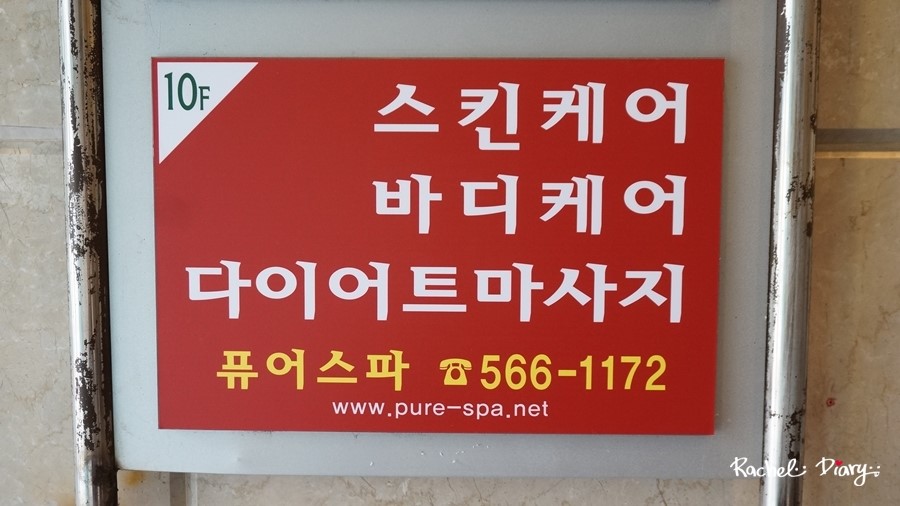 10F
스킨케어
바디케어
다이어트마사지
퓨어스파 ☎566-1172
www.pure-spa.net
Rachel Diary